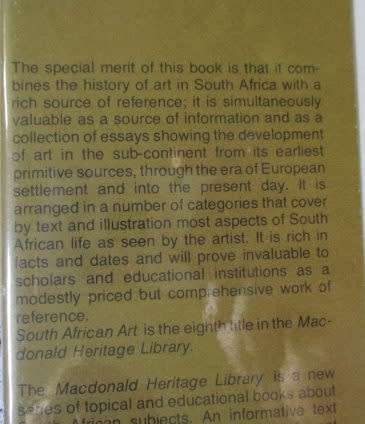 The special merit of this book is that it com-
bines the history of art in South Africa with a
rich source of reference; it is simultaneously
valuable as a source of information and as a
collection of essays showing the development
of art in the sub-continent from its earliest
primitive sources, through the era of European
settlement and into the present day. It is
arranged in a number of categories that cover
by text and illustration most aspects of South
African life as seen by the artist. It is rich in
facts and dates and will prove invaluable to
scholars and educational institutions as a
modestly priced but comprehensive work of
reference.
South African Art is the eighth title in the Mac-
donald Heritage Library.
The Macdonald Heritage Library is a new
series of topical and educational books about
South African subjects. An informative text